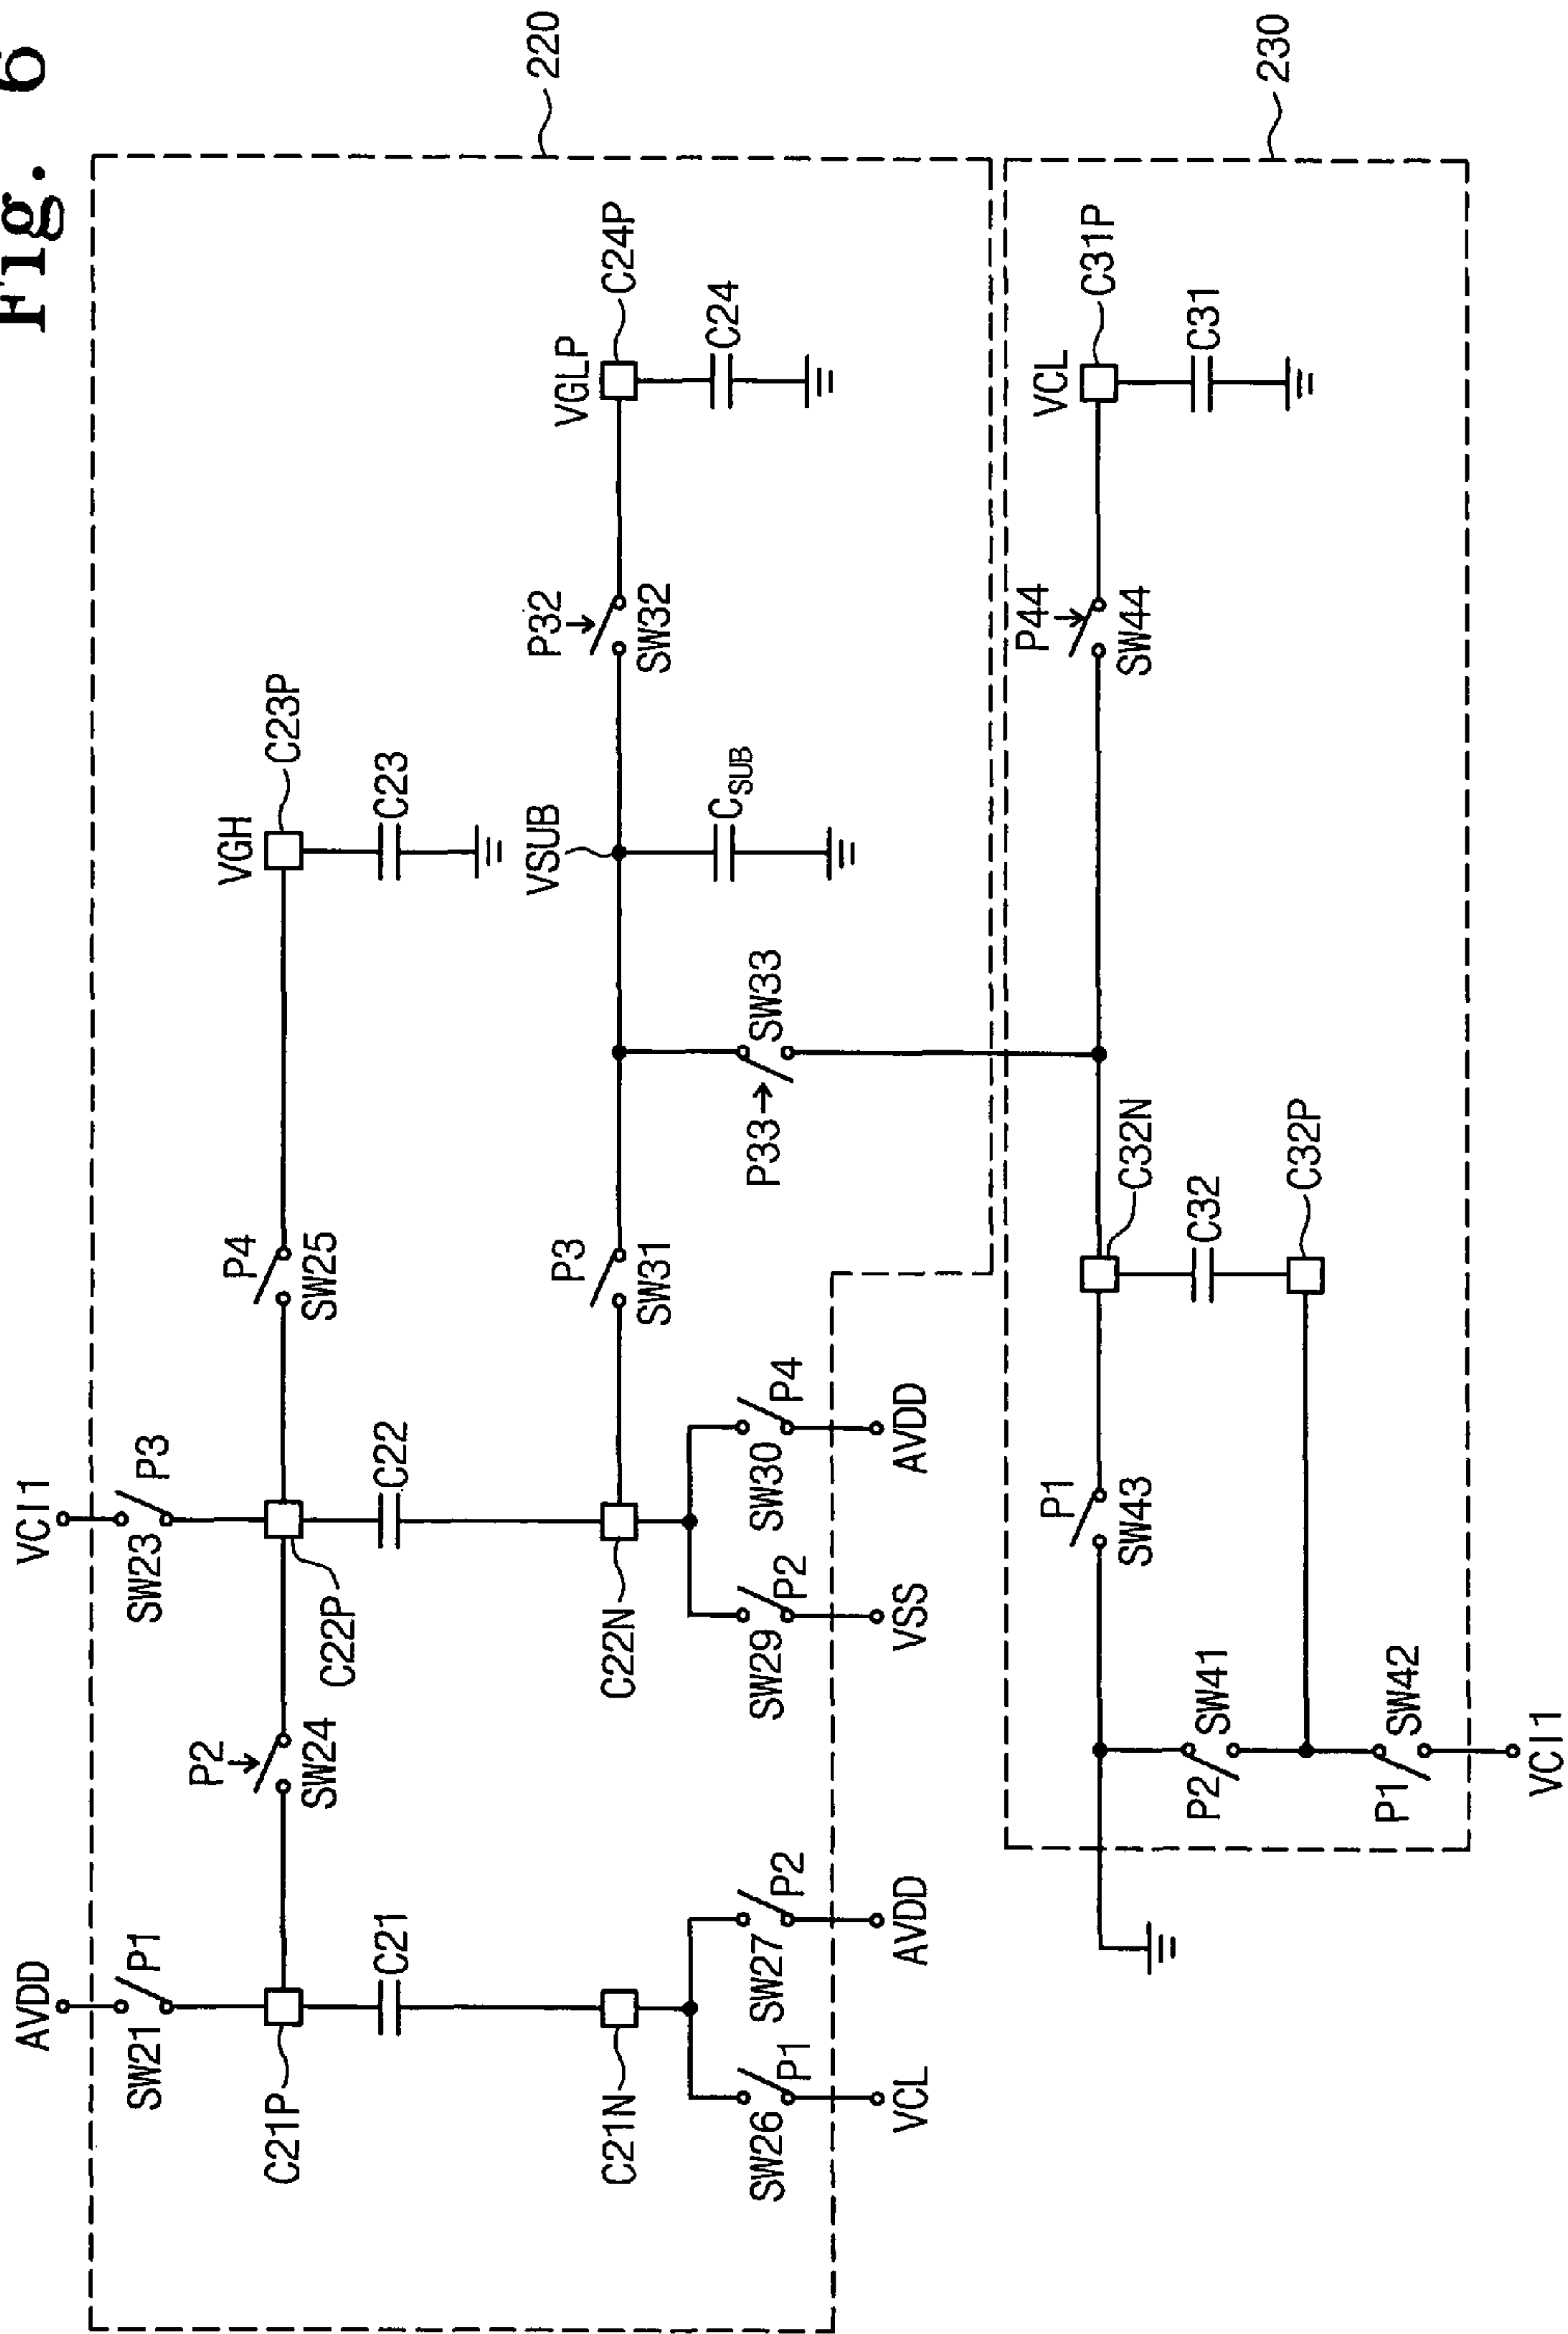 Fig. 6
220
230
VCI1
AVDD
SW23
P3
SW21
P1
P2
SW24
P4
SW25
VGH
C23P
C23
C21P
C22P
C21
C22
C21N
C22N
P3
SW31
VSUB
CSUB
P32
SW32
VGLP
C24P
C24
SW26
P1
SW27
P2
SW29
P2
SW30
P4
VCL
AVDD
VSS
AVDD
P33
SW33
P1
SW43
C32N
C32
C32P
P44
SW44
VCL
C31P
C31
P2
SW41
P1
SW42
VCI1